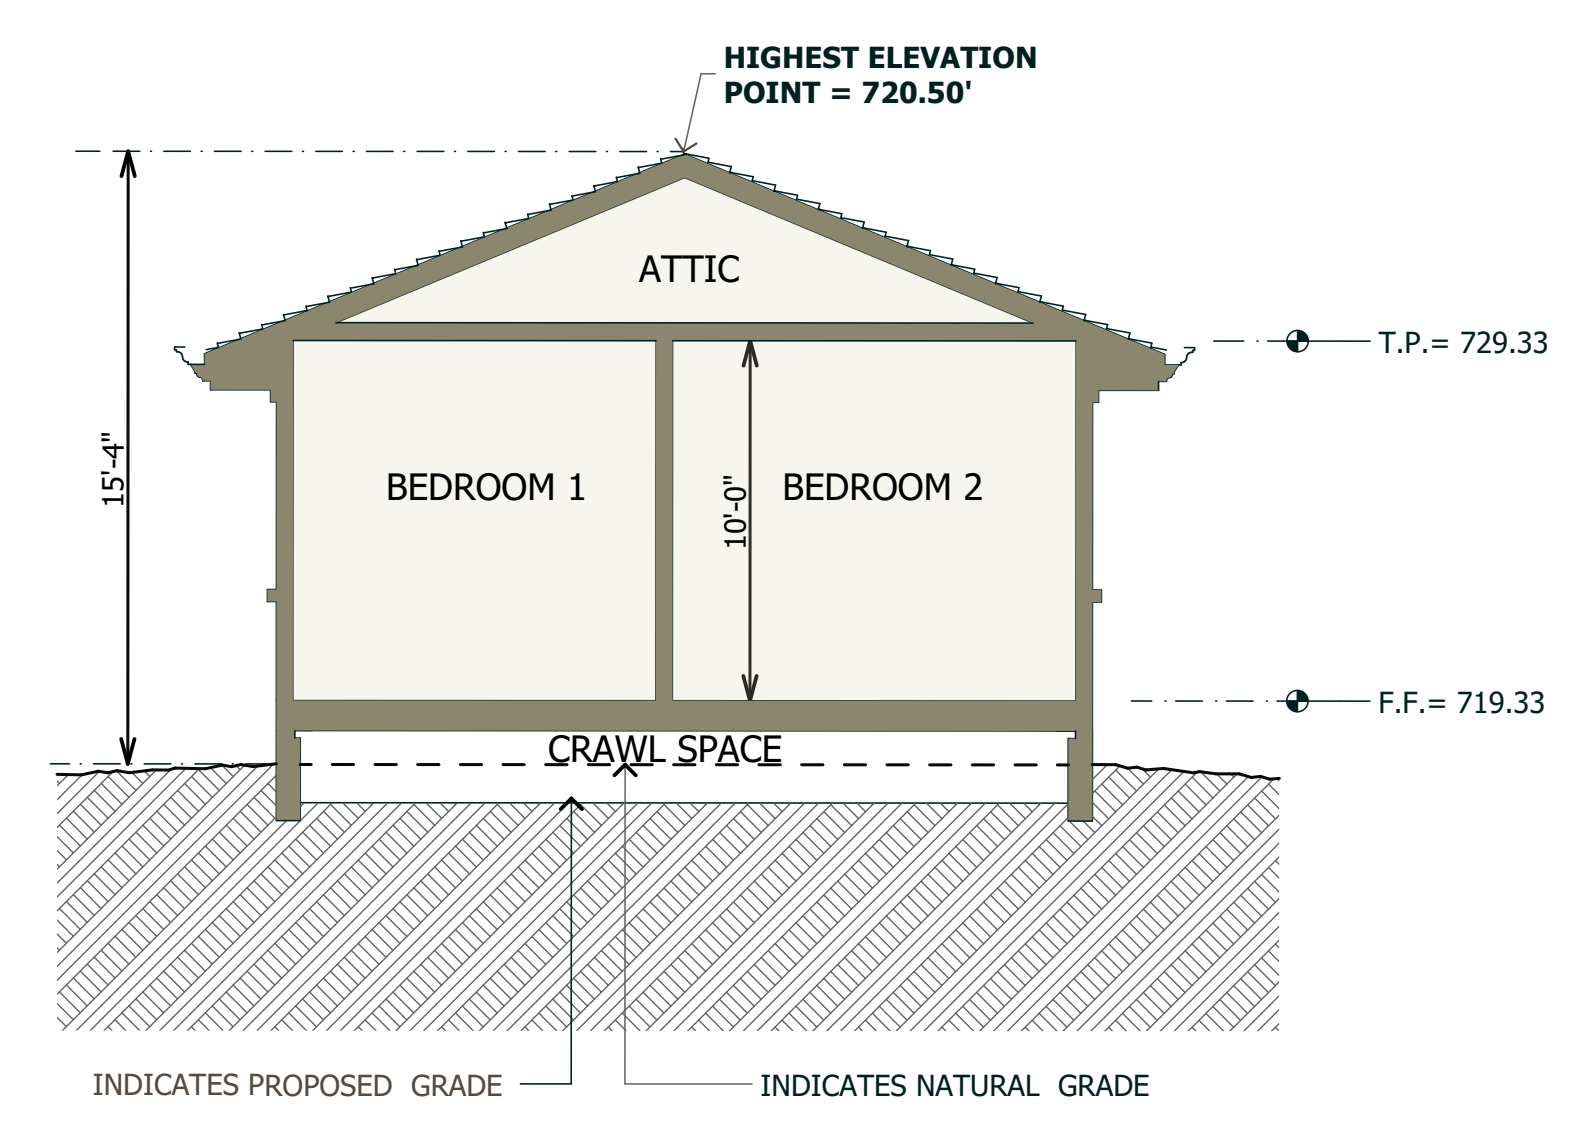 HIGHEST ELEVATION
POINT = 720.50'
ATTIC
T.P.= 729.33
15'-4"
BEDROOM 1
10'-0"
BEDROOM 2
F.F.= 719.33
CRAWL SPACE
INDICATES PROPOSED GRADE
INDICATES NATURAL GRADE